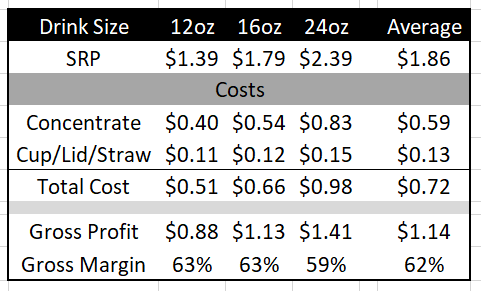 Drink Size 12oz 16oz 24oz Average
SRP $1.39 $1.79 $2.39 $1.86
Costs
Concentrate $0.40 $0.54 $0.83 $0.59
Cup/Lid/Straw $0.11 $0.12 $0.15 $0.13
Total Cost $0.51 $0.66 $0.98 $0.72
Gross Profit $0.88 $1.13 $1.41 $1.14
Gross Margin 63% 63% 59% 62%